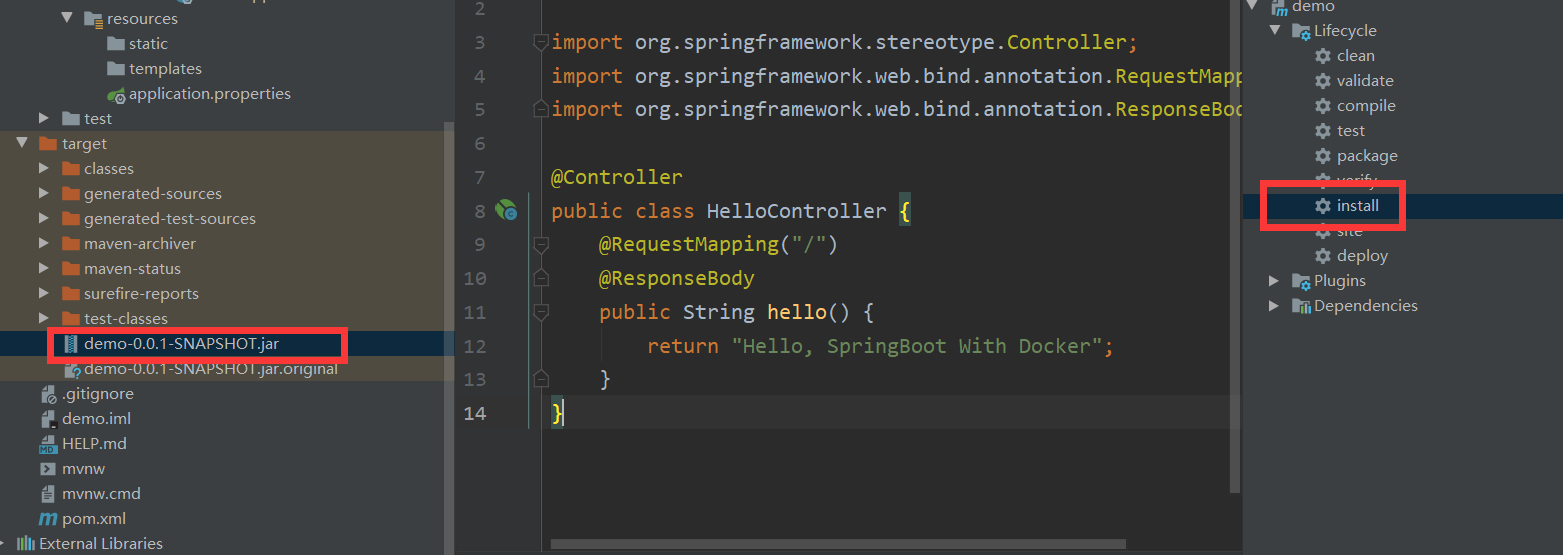 resources
static
templates
application.properties
test
target
classes
generated-sources
generated-test-sources
maven-archiver
maven-status
surefire-reports
test-classes
demo-0.0.1-SNAPSHOT.jar
demo-0.0.1-SNAPSHOT.jar.original
.gitignore
demo.iml
HELP.md
mvnw
mvnw.cmd
pom.xml
External Libraries
2
3 import org.springframework.stereotype.Controller;
4 import org.springframework.web.bind.annotation.RequestMapp
5 import org.springframework.web.bind.annotation.ResponseBod
6
7 @Controller
8 public class HelloController {
9 @RequestMapping("/")
10 @ResponseBody
11 public String hello() {
12 return "Hello, SpringBoot With Docker";
13 }
14 }
demo
Lifecycle
clean
validate
compile
test
package
verify
install
site
deploy
Plugins
Dependencies